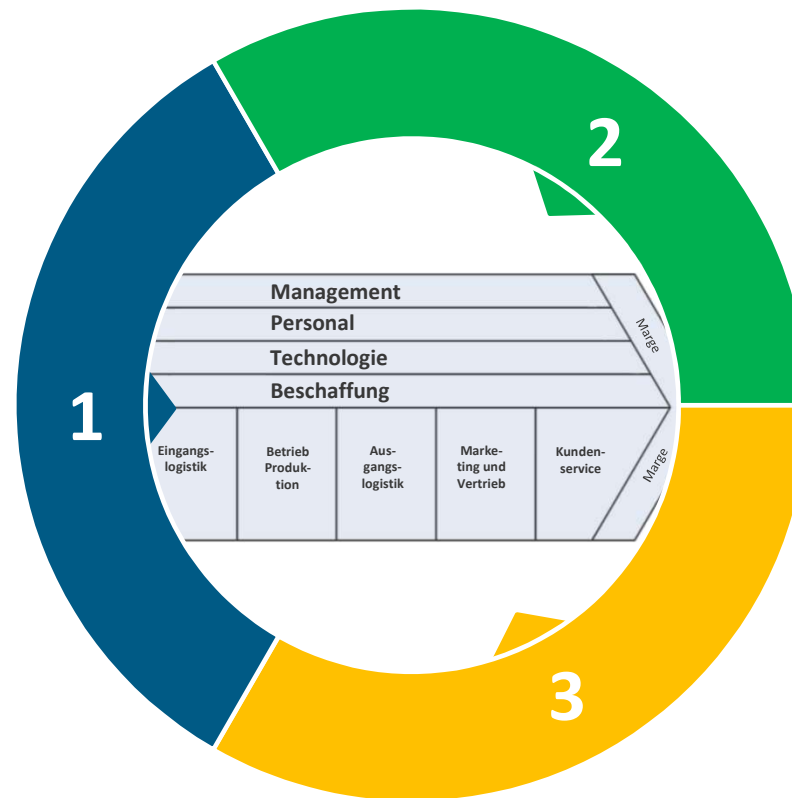 2
Management
Personal
Technologie
Beschaffung
Marge
1
Eingangs-
logistik
Betrieb
Produk-
tion
Aus-
gangs-
logistik
Marke-
ting und
Vertrieb
Kunden-
service
Marge
3